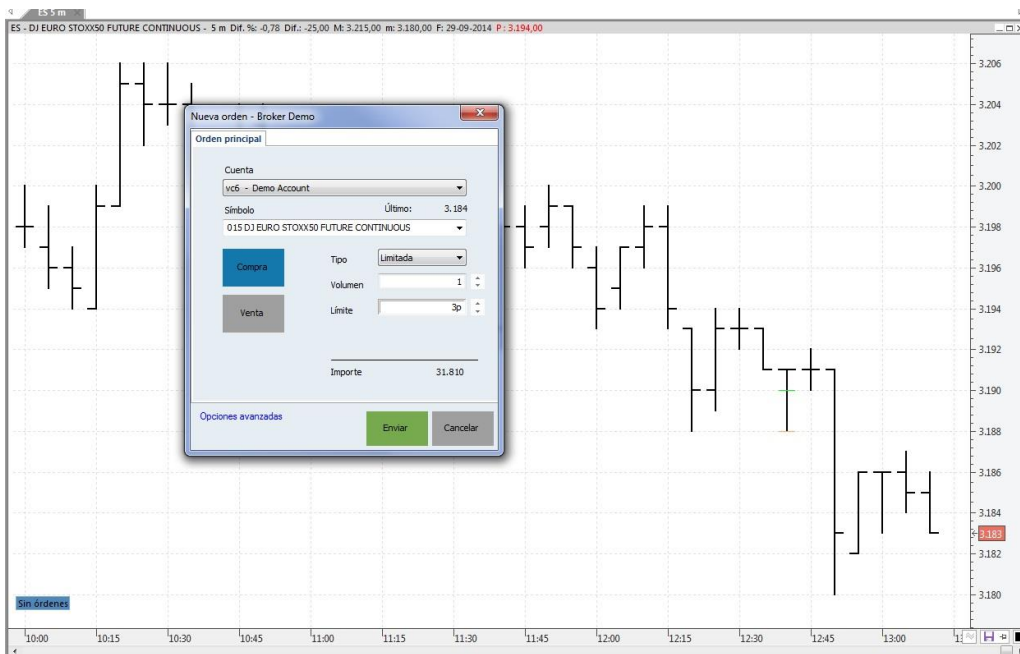 ES 5 m
ES - DJ EURO STOXX50 FUTURE CONTINUOUS - 5 m Dif. %: -0,78 Dif.: -25,00 M: 3.215,00 m: 3.180,00 F: 29-09-2014 P : 3.194,00
Nueva orden - Broker Demo
Orden principal
Cuenta
vc6 - Demo Account
Símbolo Último: 3.184
015 DJ EURO STOXX50 FUTURE CONTINUOUS
Compra
Tipo Limitada
Volumen 1
Venta
Límite 3p
Importe 31.810
Opciones avanzadas
Enviar Cancelar
3.206
3.204
3.202
3.200
3.198
3.196
3.194
3.192
3.190
3.188
3.186
3.184
3.183
3.182
3.180
Sin órdenes
10:00 10:15 10:30 10:45 11:00 11:15 11:30 11:45 12:00 12:15 12:30 12:45 13:00